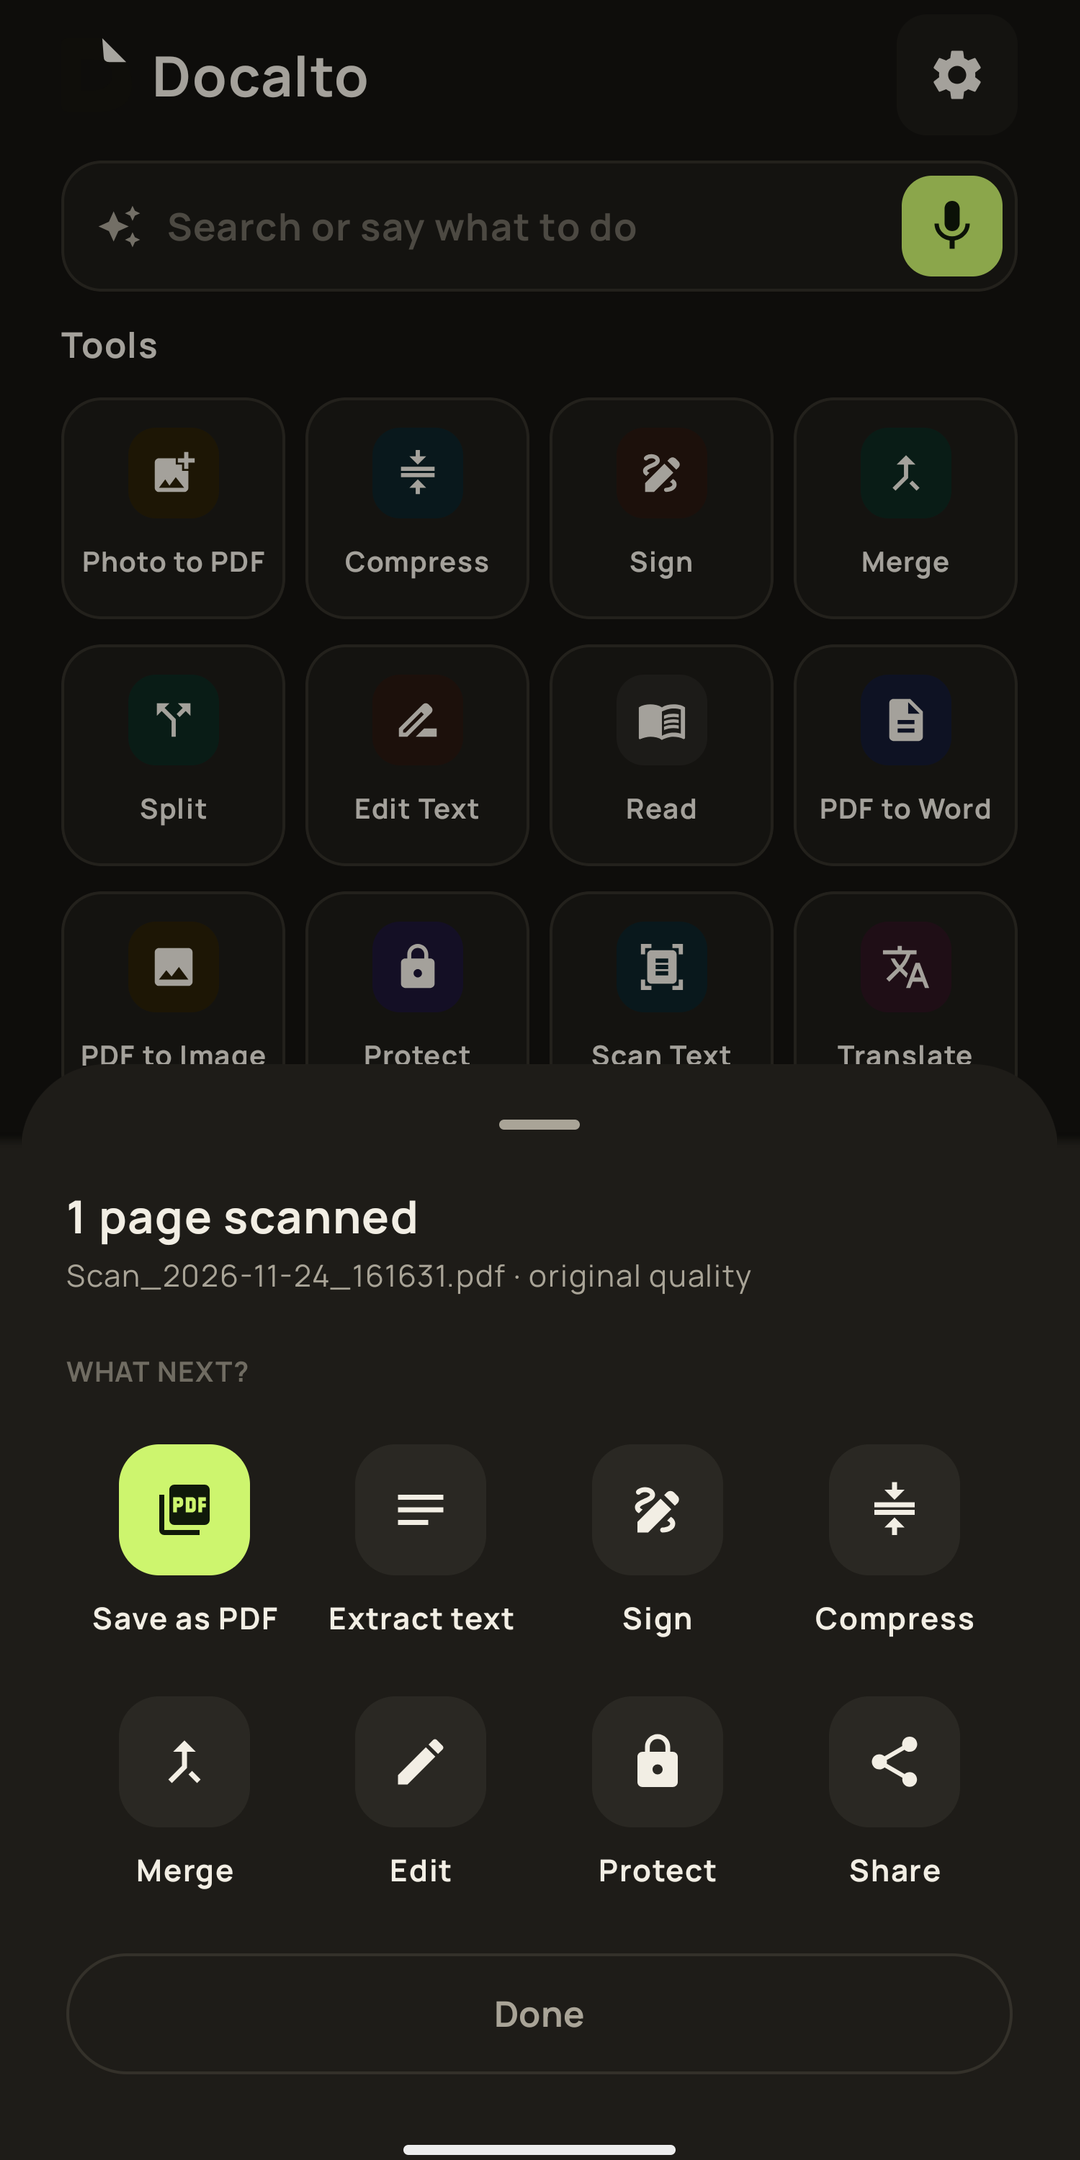 Docalto
Search or say what to do
Tools
Photo to PDF
Compress
Sign
Merge
Split
Edit Text
Read
PDF to Word
PDF to Image
Protect
Scan Text
Translate
1 page scanned
Scan_2026-11-24_161631.pdf · original quality
WHAT NEXT?
PDF
Save as PDF
Extract text
Sign
Compress
Merge
Edit
Protect
Share
Done